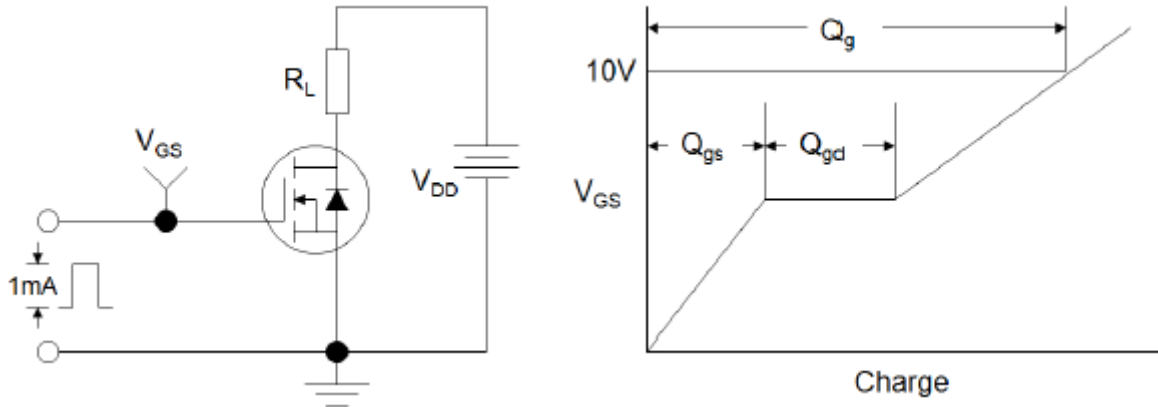 R_L
V_GS
V_DD
1mA
Q_g
10V
Q_gs
Q_gd
V_GS
Charge